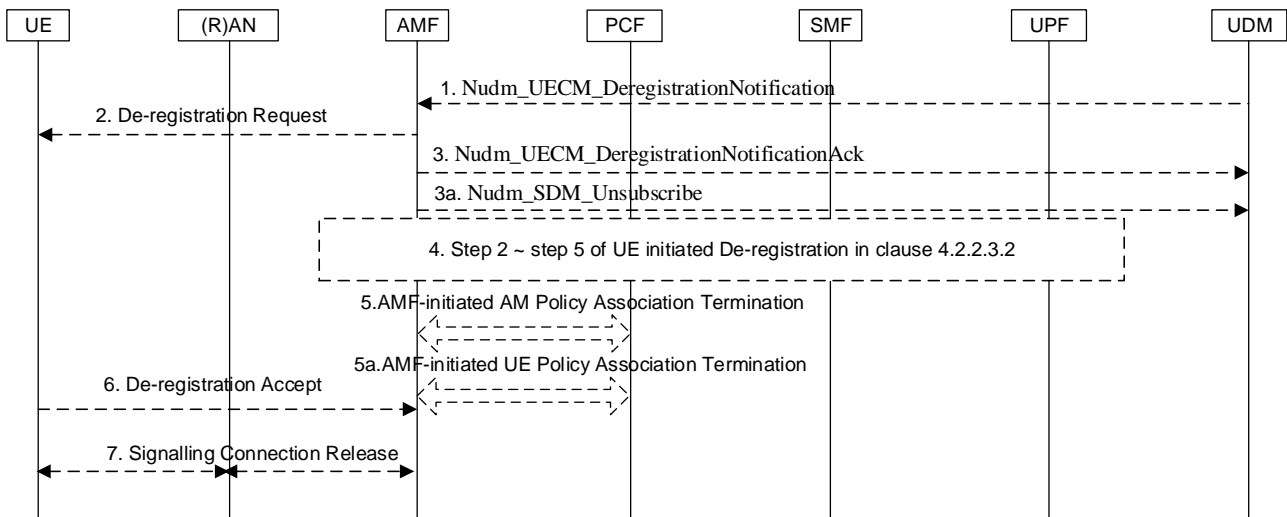 UE
(R)AN
AMF
PCF
SMF
UPF
UDM
1. Nudm_UECM_DeregistrationNotification
2. De-registration Request
3. Nudm_UECM_DeregistrationNotificationAck
3a. Nudm_SDM_Unsubscribe
4. Step 2 ~ step 5 of UE initiated De-registration in clause 4.2.2.3.2
5.AMF-initiated AM Policy Association Termination
5a.AMF-initiated UE Policy Association Termination
6. De-registration Accept
7. Signalling Connection Release